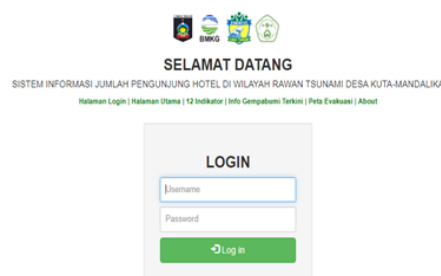 BMKG
SELAMAT DATANG
SISTEM INFORMASI JUMLAH PENGUNJUNG HOTEL DI WILAYAH RAWAN TSUNAMI DESA KUTA-MANDALIKA
Halaman Login | Halaman Utama | 12 Indikator | Info Gempabumi Terkini | Peta Evakuasi | About
LOGIN
Username
Password
Log in